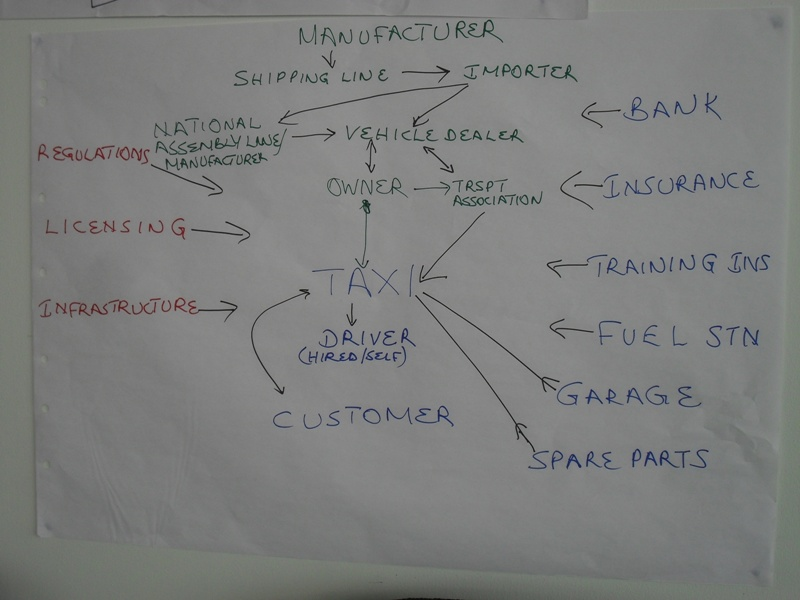 MANUFACTURER
SHIPPING LINE
IMPORTER
BANK
NATIONAL
ASSEMBLY LINE/
MANUFACTURER
VEHICLE DEALER
REGULATIONS
OWNER
TRSPT
ASSOCIATION
INSURANCE
LICENSING
TAXI
TRAINING INS
INFRASTRUCTURE
DRIVER
(HIRED/SELF)
FUEL STN
GARAGE
CUSTOMER
SPARE PARTS